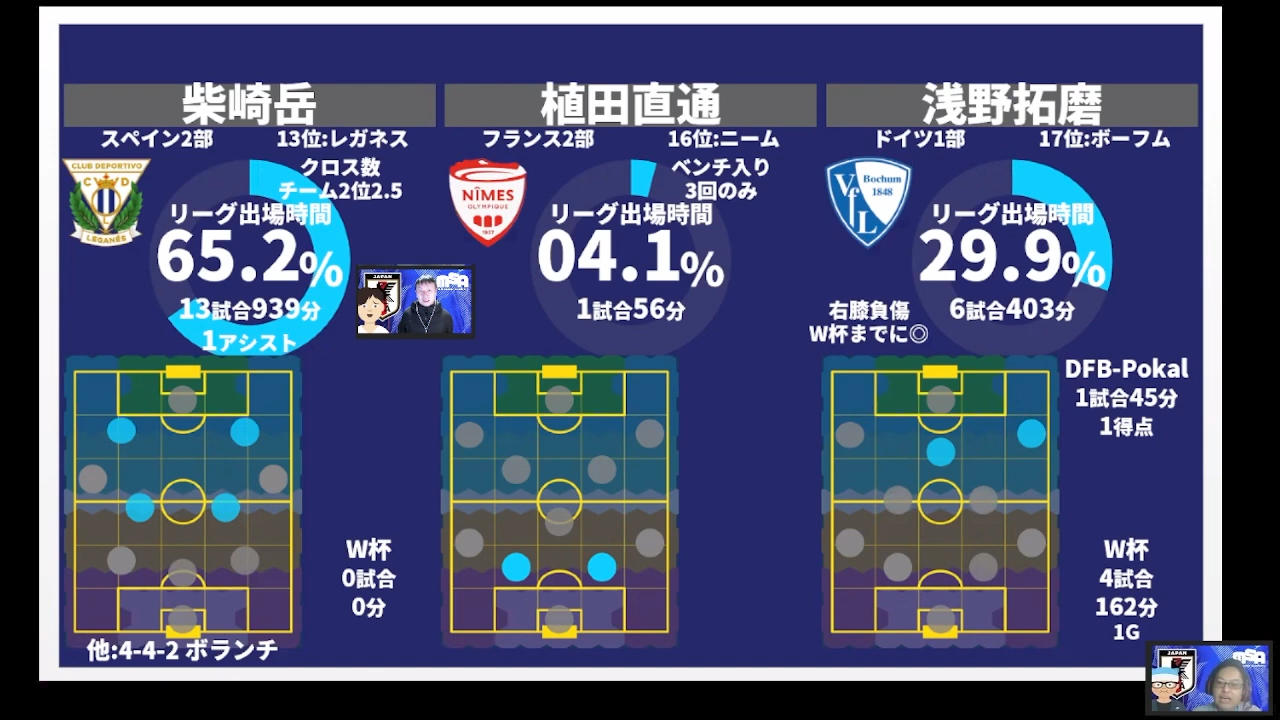 柴崎岳
スペイン2部
13位:レガネス
CLUB DEPORTIVO
C D
LEGANÉS
クロス数
チーム2位2.5
リーグ出場時間
65.2%
13試合939分
1アシスト
JAPAN
W杯
0試合
0分
他:4-4-2 ボランチ
植田直通
フランス2部
16位:ニーム
NÎMES
OLYMPIQUE
1937
ベンチ入り
3回のみ
リーグ出場時間
04.1%
1試合56分
浅野拓磨
ドイツ1部
17位:ボーフム
VfL
Bochum
1848
リーグ出場時間
29.9%
6試合403分
右膝負傷
W杯までに◎
DFB-Pokal
1試合45分
1得点
W杯
4試合
162分
1G
JAPAN